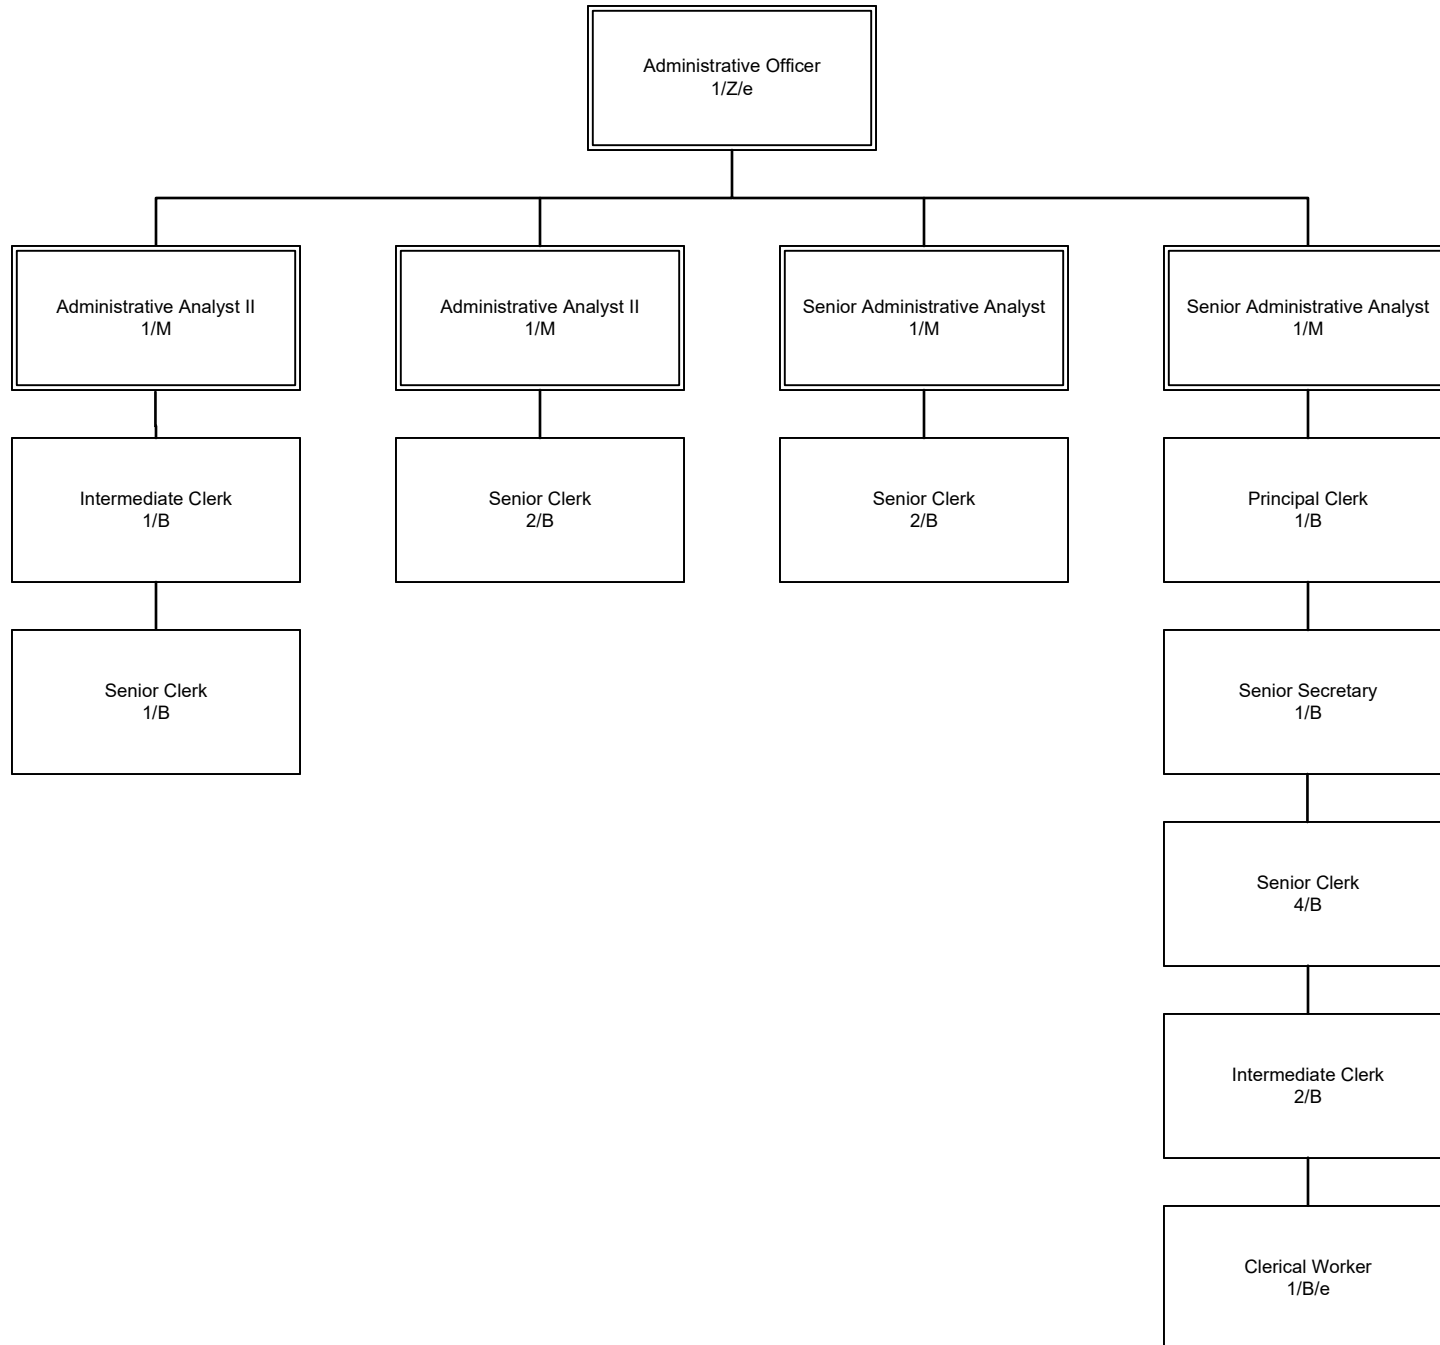 Administrative Officer
1/Z/e
Administrative Analyst II
1/M
Administrative Analyst II
1/M
Senior Administrative Analyst
1/M
Senior Administrative Analyst
1/M
Intermediate Clerk
1/B
Senior Clerk
2/B
Senior Clerk
2/B
Principal Clerk
1/B
Senior Clerk
1/B
Senior Secretary
1/B
Senior Clerk
4/B
Intermediate Clerk
2/B
Clerical Worker
1/B/e